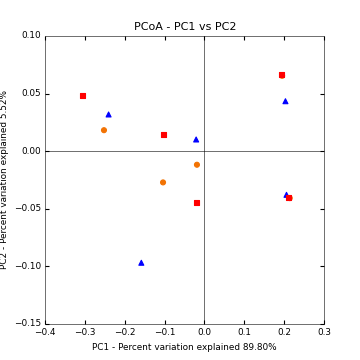 PCoA - PC1 vs PC2
0.10
0.05
0.00
−0.05
−0.10
−0.15
PC2 - Percent variation explained 5.52%
−0.4 −0.3 −0.2 −0.1 0.0 0.1 0.2 0.3
PC1 - Percent variation explained 89.80%